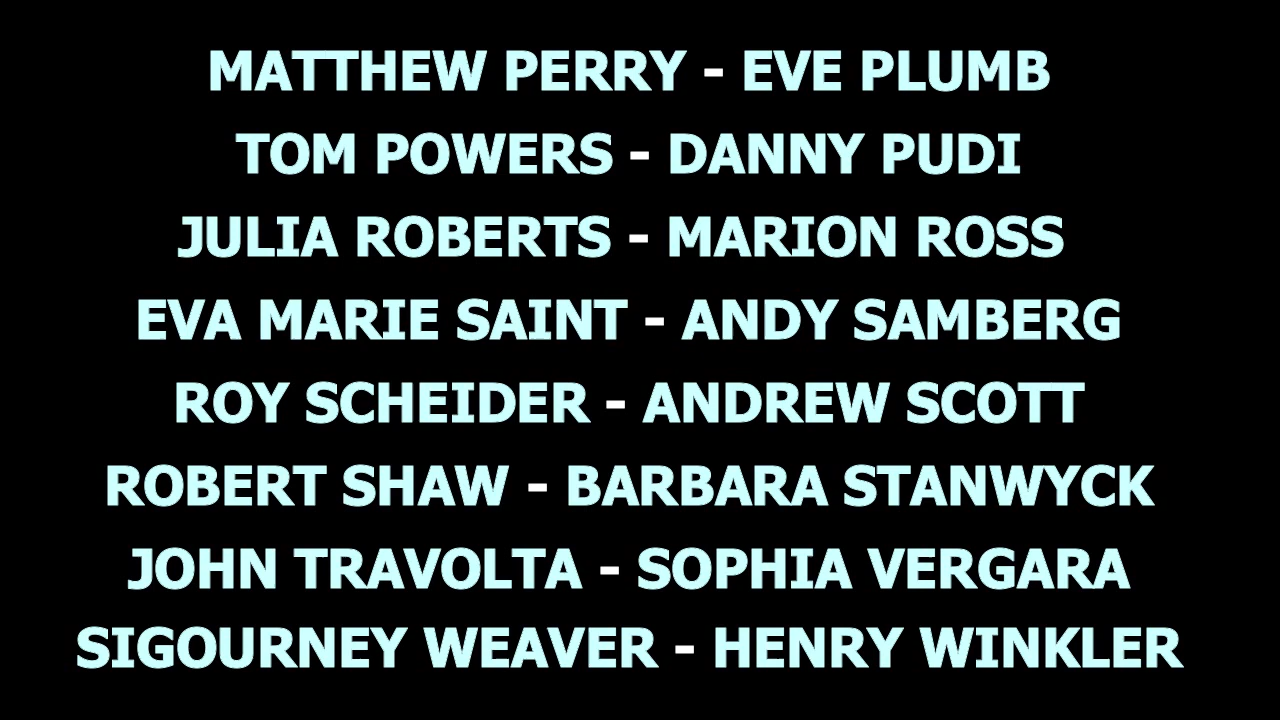 MATTHEW PERRY - EVE PLUMB
TOM POWERS - DANNY PUDI
JULIA ROBERTS - MARION ROSS
EVA MARIE SAINT - ANDY SAMBERG
ROY SCHEIDER - ANDREW SCOTT
ROBERT SHAW - BARBARA STANWYCK
JOHN TRAVOLTA - SOPHIA VERGARA
SIGOURNEY WEAVER - HENRY WINKLER